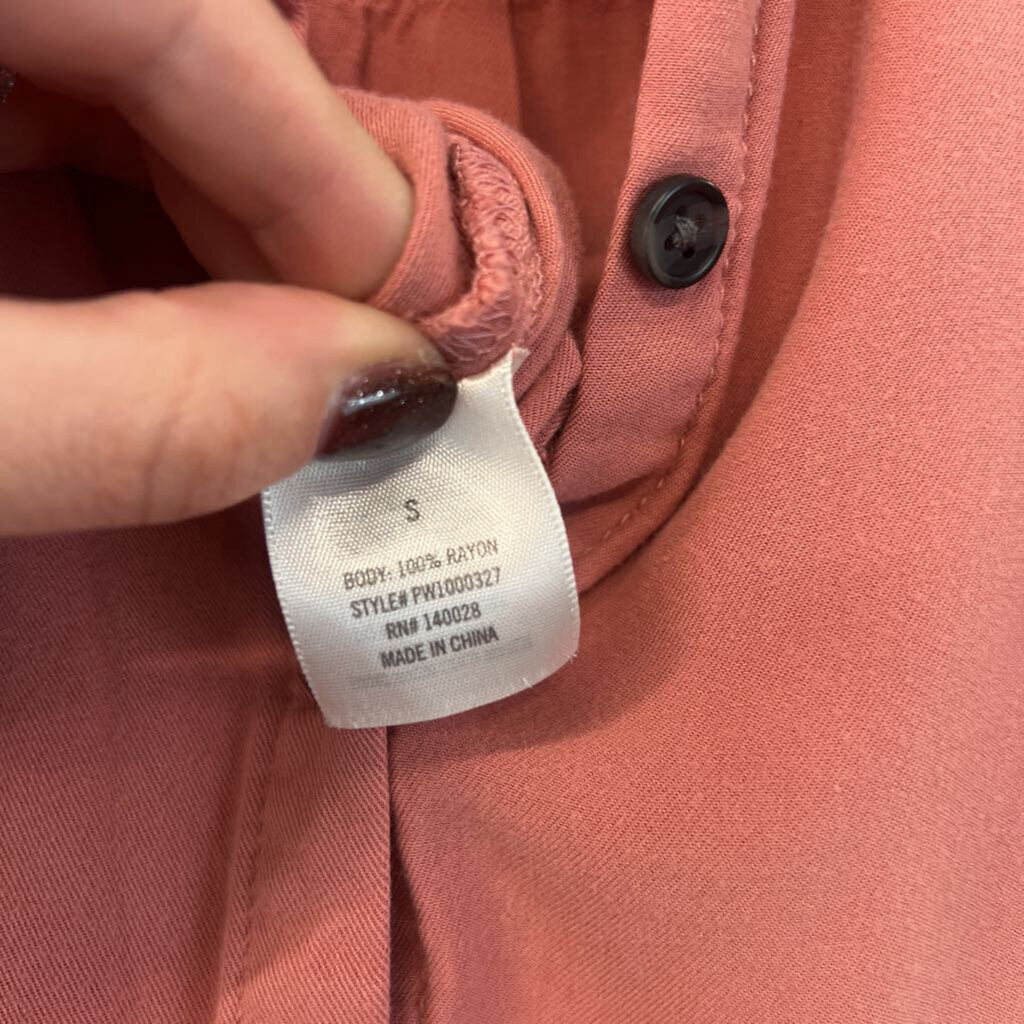 S
BODY: 100% RAYON
STYLE# PW1000327
RN# 140028
MADE IN CHINA